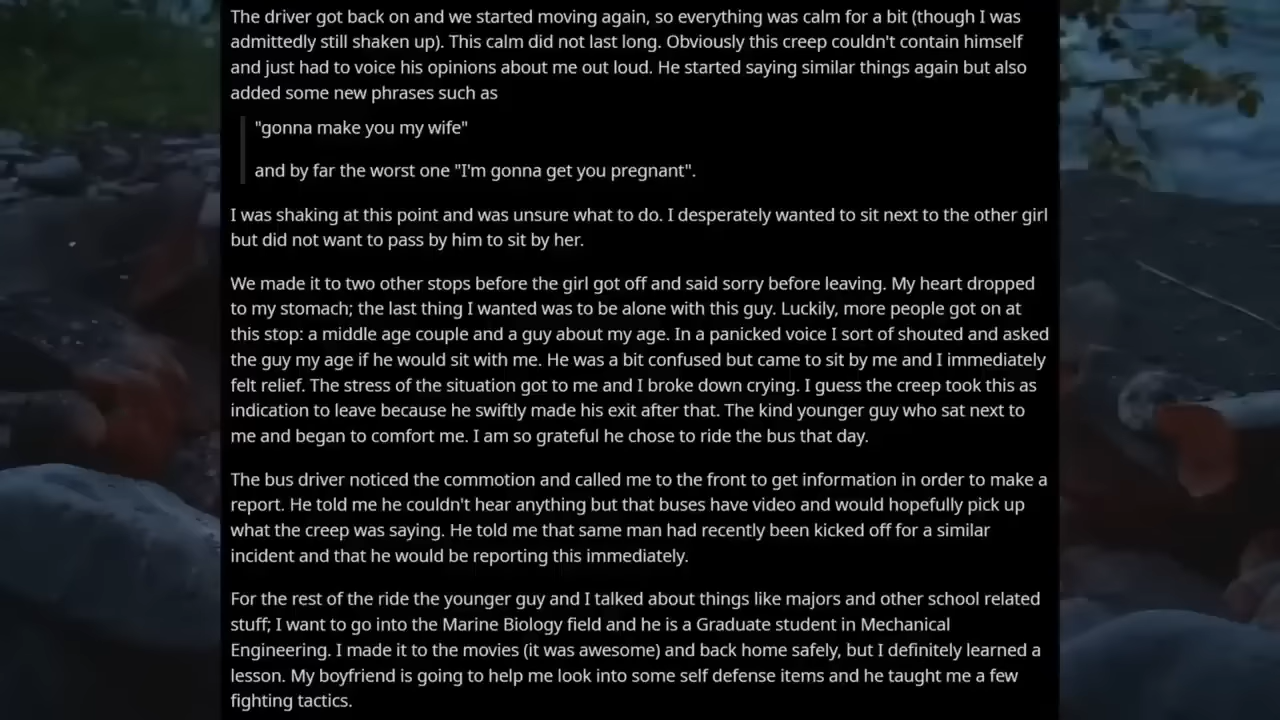 The driver got back on and we started moving again, so everything was calm for a bit (though I was
admittedly still shaken up). This calm did not last long. Obviously this creep couldn't contain himself
and just had to voice his opinions about me out loud. He started saying similar things again but also
added some new phrases such as
"gonna make you my wife"
and by far the worst one "I'm gonna get you pregnant".
I was shaking at this point and was unsure what to do. I desperately wanted to sit next to the other girl
but did not want to pass by him to sit by her.
We made it to two other stops before the girl got off and said sorry before leaving. My heart dropped
to my stomach; the last thing I wanted was to be alone with this guy. Luckily, more people got on at
this stop: a middle age couple and a guy about my age. In a panicked voice I sort of shouted and asked
the guy my age if he would sit with me. He was a bit confused but came to sit by me and I immediately
felt relief. The stress of the situation got to me and I broke down crying. I guess the creep took this as
indication to leave because he swiftly made his exit after that. The kind younger guy who sat next to
me and began to comfort me. I am so grateful he chose to ride the bus that day.
The bus driver noticed the commotion and called me to the front to get information in order to make a
report. He told me he couldn't hear anything but that buses have video and would hopefully pick up
what the creep was saying. He told me that same man had recently been kicked off for a similar
incident and that he would be reporting this immediately.
For the rest of the ride the younger guy and I talked about things like majors and other school related
stuff; I want to go into the Marine Biology field and he is a Graduate student in Mechanical
Engineering. I made it to the movies (it was awesome) and back home safely, but I definitely learned a
lesson. My boyfriend is going to help me look into some self defense items and he taught me a few
fighting tactics.